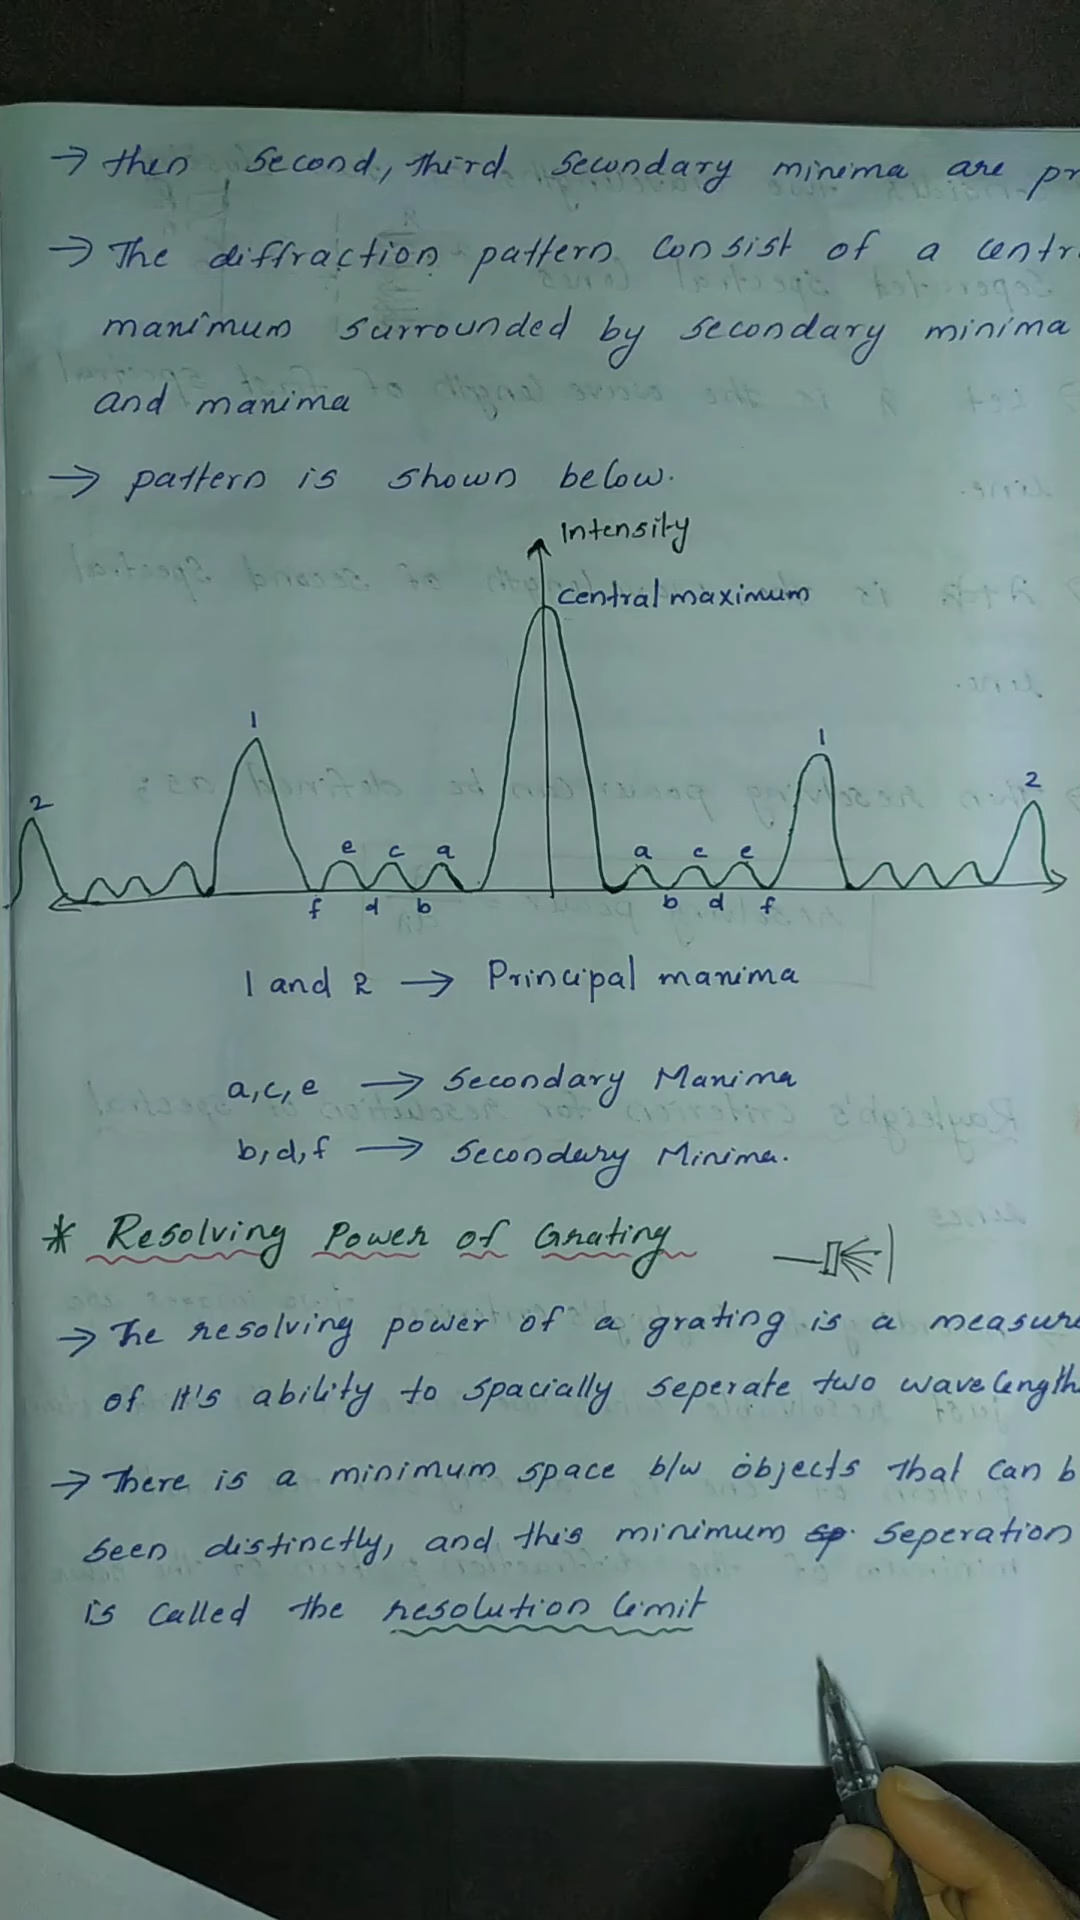 → then second, third secondary minima are pr
→ The diffraction pattern consist of a centr
maximum surrounded by secondary minima
and maxima
→ pattern is shown below.
Intensity
central maximum
1
1
2
2
e c a a c e
f d b b d f
1 and 2 → Principal maxima
a,c,e → Secondary Maxima
b,d,f → Secondary Minima.
* Resolving Power of Grating
→ The resolving power of a grating is a measure
of It's ability to spacially seperate two wavelength
→ There is a minimum space b/w objects that can b
seen distinctly, and this minimum seperation
is called the resolution limit